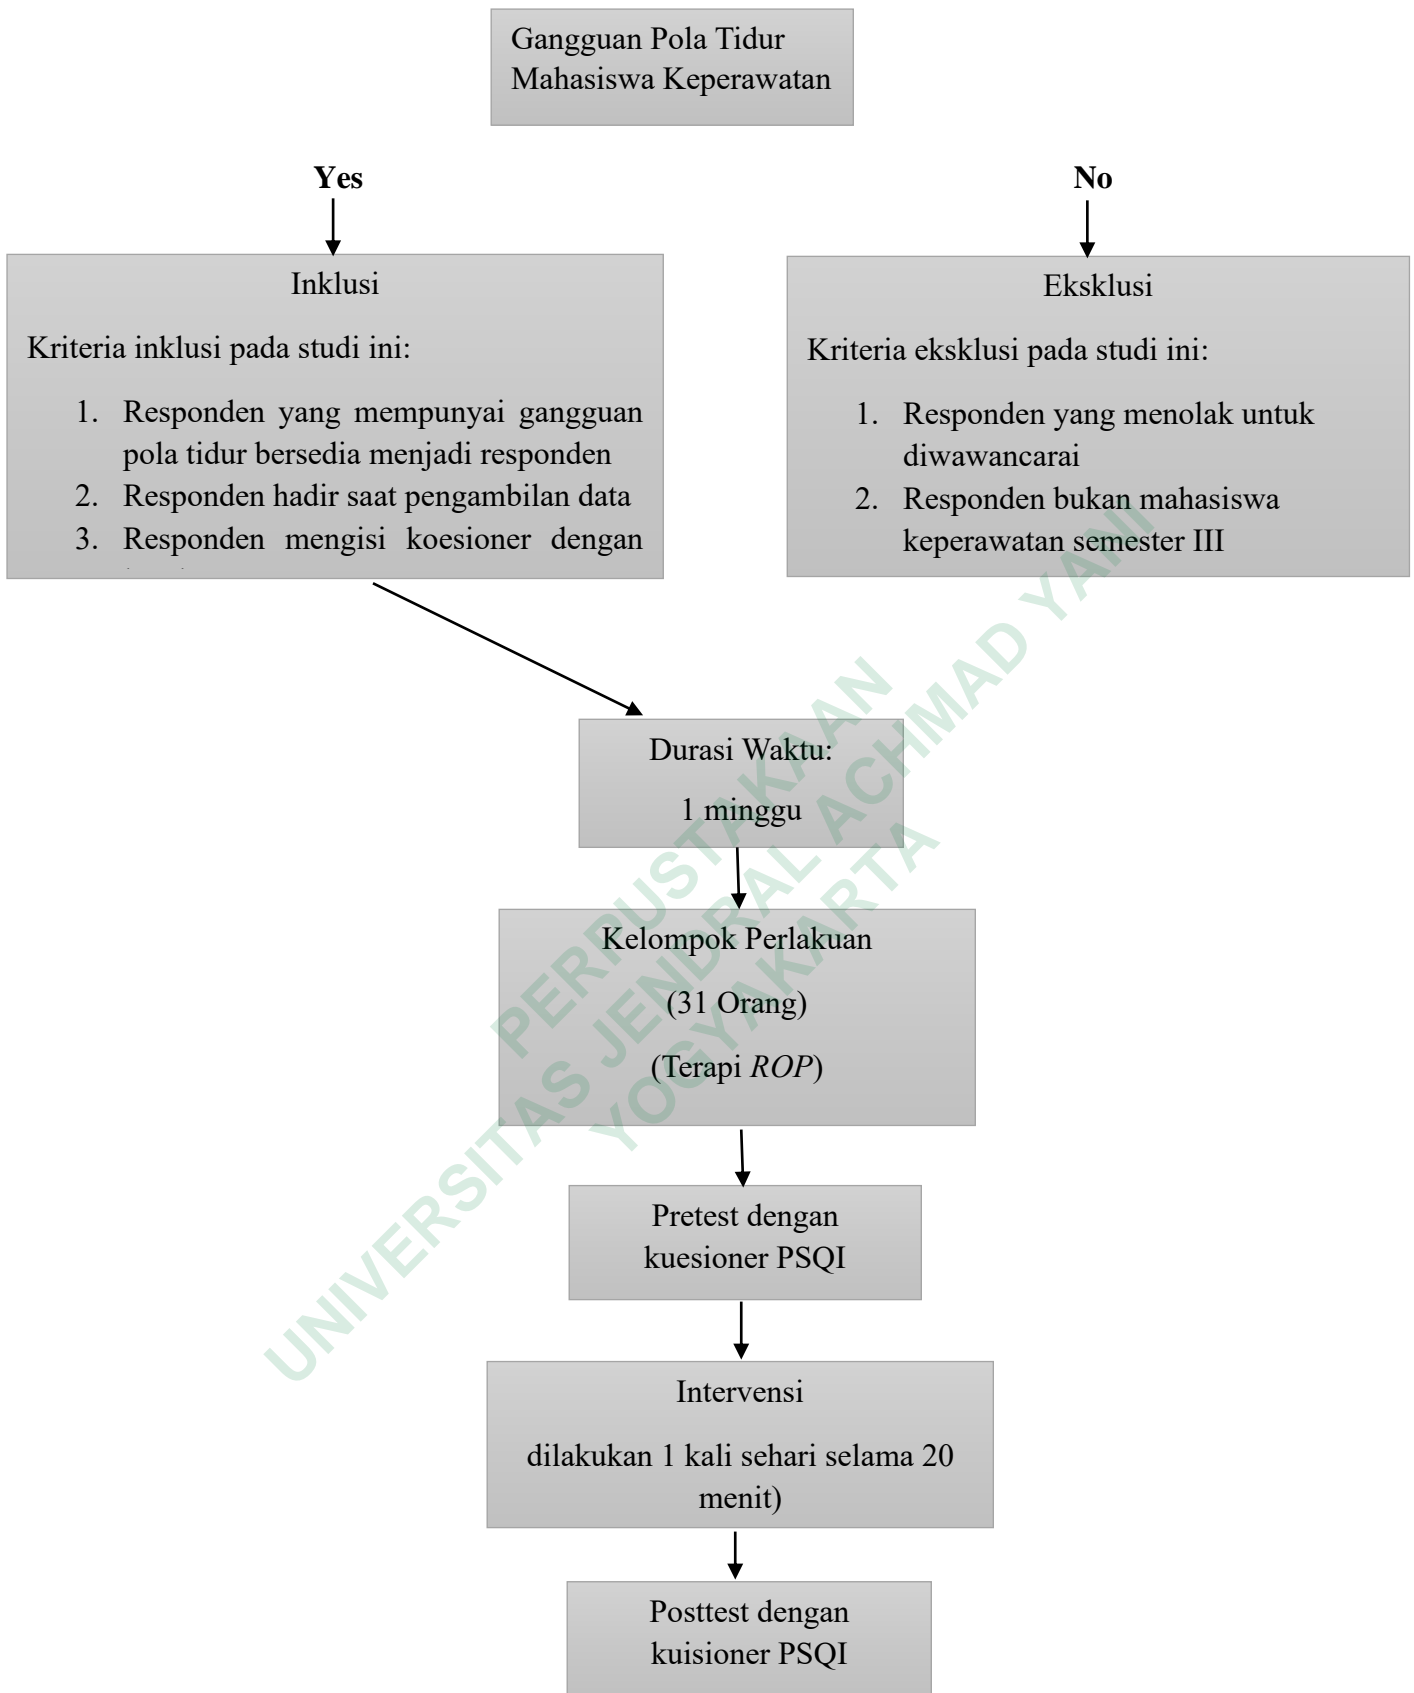 Gangguan Pola Tidur
Mahasiswa Keperawatan
Yes
No
Inklusi
Kriteria inklusi pada studi ini:
1. Responden yang mempunyai gangguan
pola tidur bersedia menjadi responden
2. Responden hadir saat pengambilan data
3. Responden mengisi koesioner dengan
Eksklusi
Kriteria eksklusi pada studi ini:
1. Responden yang menolak untuk
diwawancarai
2. Responden bukan mahasiswa
keperawatan semester III
Durasi Waktu:
1 minggu
Kelompok Perlakuan
(31 Orang)
(Terapi ROP)
Pretest dengan
kuesioner PSQI
Intervensi
dilakukan 1 kali sehari selama 20
menit)
Posttest dengan
kuisioner PSQI
PERPUSTAKAAN
UNIVERSITAS JENDRAL ACHMAD YANI
YOGYAKARTA